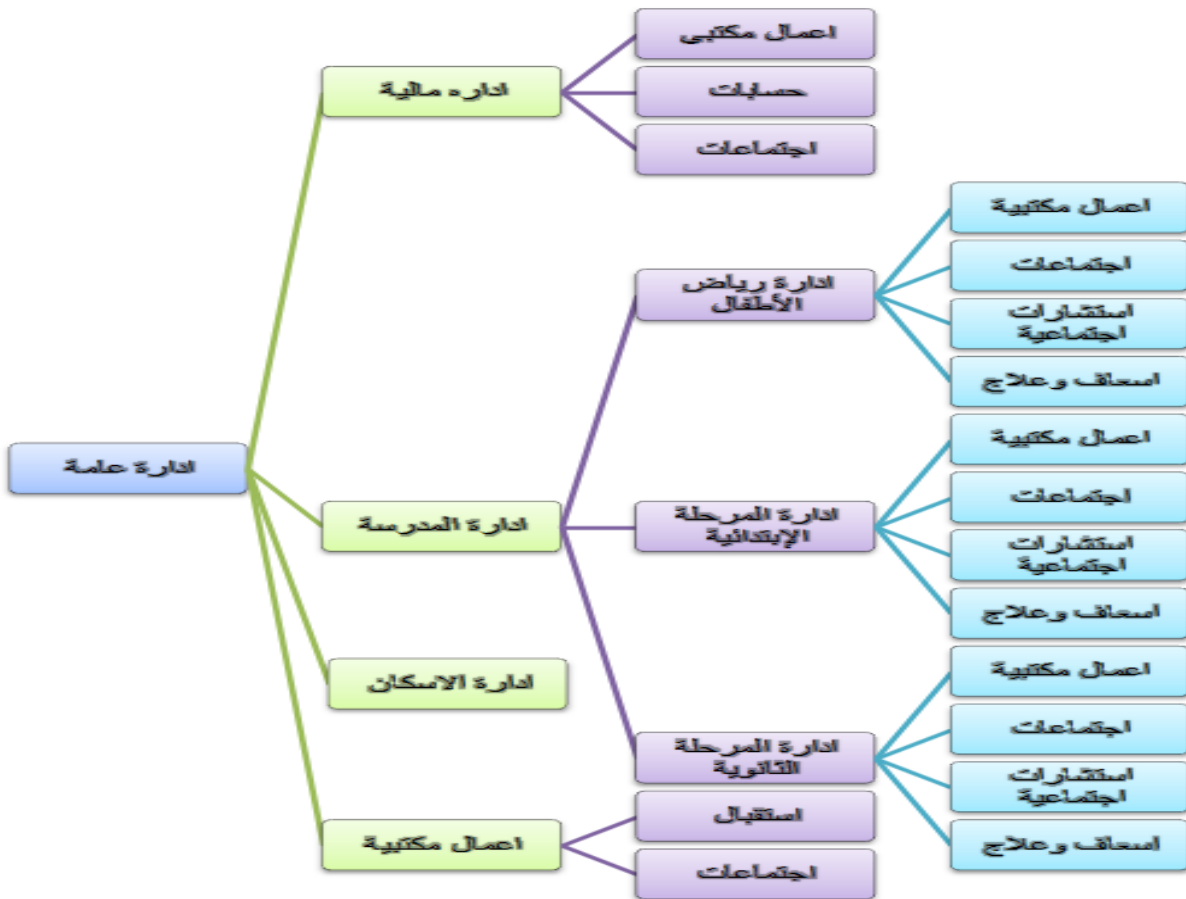 ادارة عامة
اداره مالية
اعمال مكتبي
حسابات
اجتماعات
ادارة المدرسة
ادارة رياض
الأطفال
اعمال مكتبية
اجتماعات
استشارات
اجتماعية
اسعاف وعلاج
ادارة المرحلة
الإبتدائية
اعمال مكتبية
اجتماعات
استشارات
اجتماعية
اسعاف وعلاج
ادارة المرحلة
الثانوية
اعمال مكتبية
اجتماعات
استشارات
اجتماعية
اسعاف وعلاج
ادارة الاسكان
اعمال مكتبية
استقبال
اجتماعات